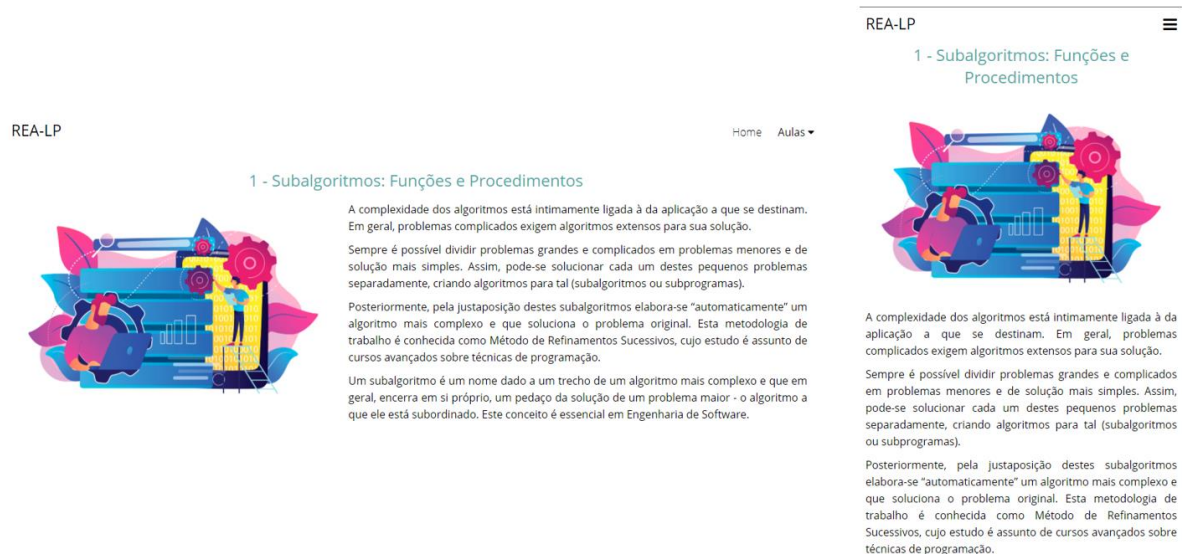 REA-LP
Home Aulas
1 - Subalgoritmos: Funções e Procedimentos
A complexidade dos algoritmos está intimamente ligada à da aplicação a que se destinam.
Em geral, problemas complicados exigem algoritmos extensos para sua solução.
Sempre é possível dividir problemas grandes e complicados em problemas menores e de
solução mais simples. Assim, pode-se solucionar cada um destes pequenos problemas
separadamente, criando algoritmos para tal (subalgoritmos ou subprogramas).
Posteriormente, pela justaposição destes subalgoritmos elabora-se “automaticamente” um
algoritmo mais complexo e que soluciona o problema original. Esta metodologia de
trabalho é conhecida como Método de Refinamentos Sucessivos, cujo estudo é assunto de
cursos avançados sobre técnicas de programação.
Um subalgoritmo é um nome dado a um trecho de um algoritmo mais complexo e que em
geral, encerra em si próprio, um pedaço da solução de um problema maior - o algoritmo a
que ele está subordinado. Este conceito é essencial em Engenharia de Software.
REA-LP
1 - Subalgoritmos: Funções e
Procedimentos
A complexidade dos algoritmos está intimamente ligada à da
aplicação a que se destinam. Em geral, problemas
complicados exigem algoritmos extensos para sua solução.
Sempre é possível dividir problemas grandes e complicados
em problemas menores e de solução mais simples. Assim,
pode-se solucionar cada um destes pequenos problemas
separadamente, criando algoritmos para tal (subalgoritmos
ou subprogramas).
Posteriormente, pela justaposição destes subalgoritmos
elabora-se “automaticamente” um algoritmo mais complexo e
que soluciona o problema original. Esta metodologia de
trabalho é conhecida como Método de Refinamentos
Sucessivos, cujo estudo é assunto de cursos avançados sobre
técnicas de programação.